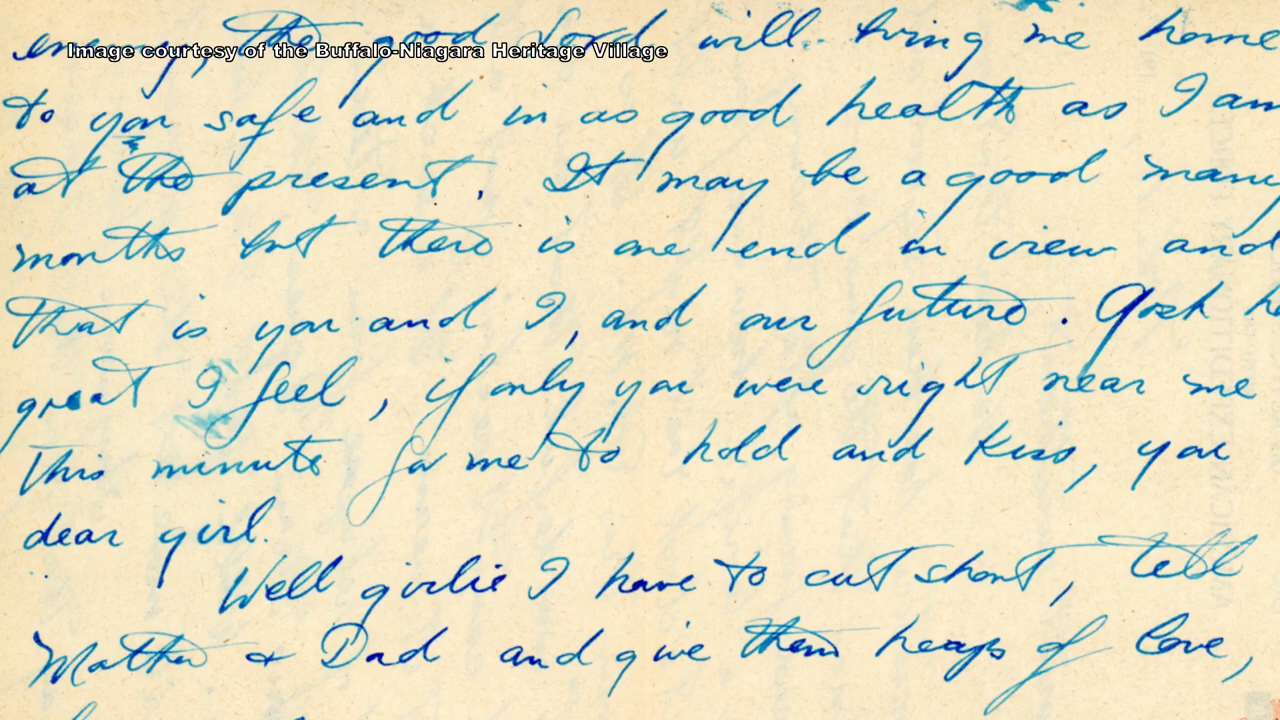 Image courtesy of the Buffalo-Niagara Heritage Village
the good Lord will bring me home
to you safe and in as good health as I am
at the present. It may be a good many
months but there is one end in view and
that is you and I, and our future. Gosh
great I feel, if only you were right near me
this minute for me to hold and kiss, you
dear girl.
Well girlie I have to cut short, tell
Mother & Dad and give them heaps of love,